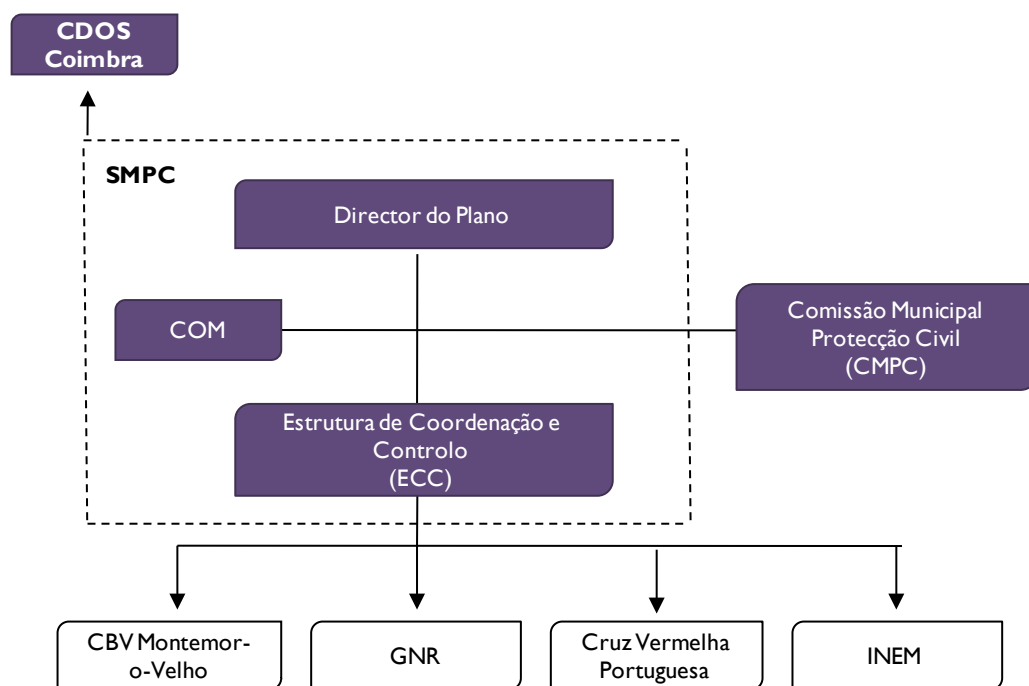 CDOS
Coimbra
SMPC
Director do Plano
COM
Comissão Municipal
Protecção Civil
(CMPC)
Estrutura de Coordenação e
Controlo
(ECC)
CBV Montemor-
o-Velho
GNR
Cruz Vermelha
Portuguesa
INEM